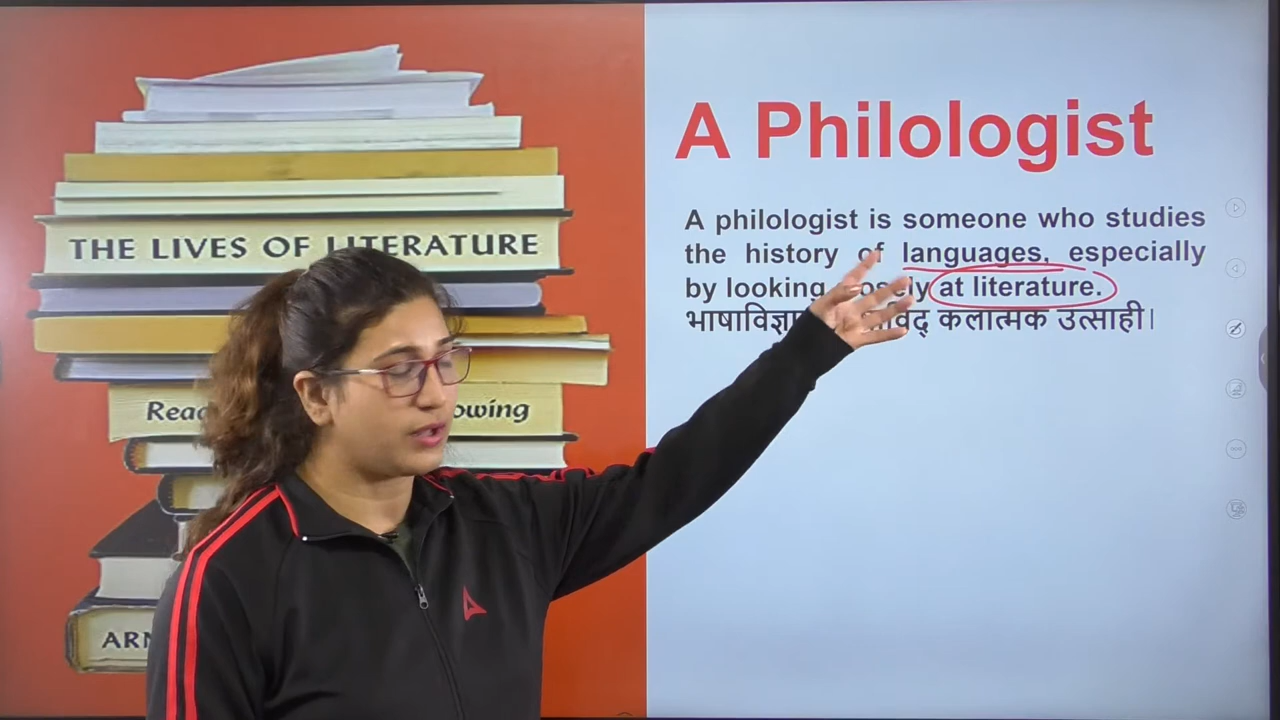 A Philologist
A philologist is someone who studies
the history of languages, especially
by looking at literature.
कलात्मक उत्साही।
THE LIVES OF LITERATURE